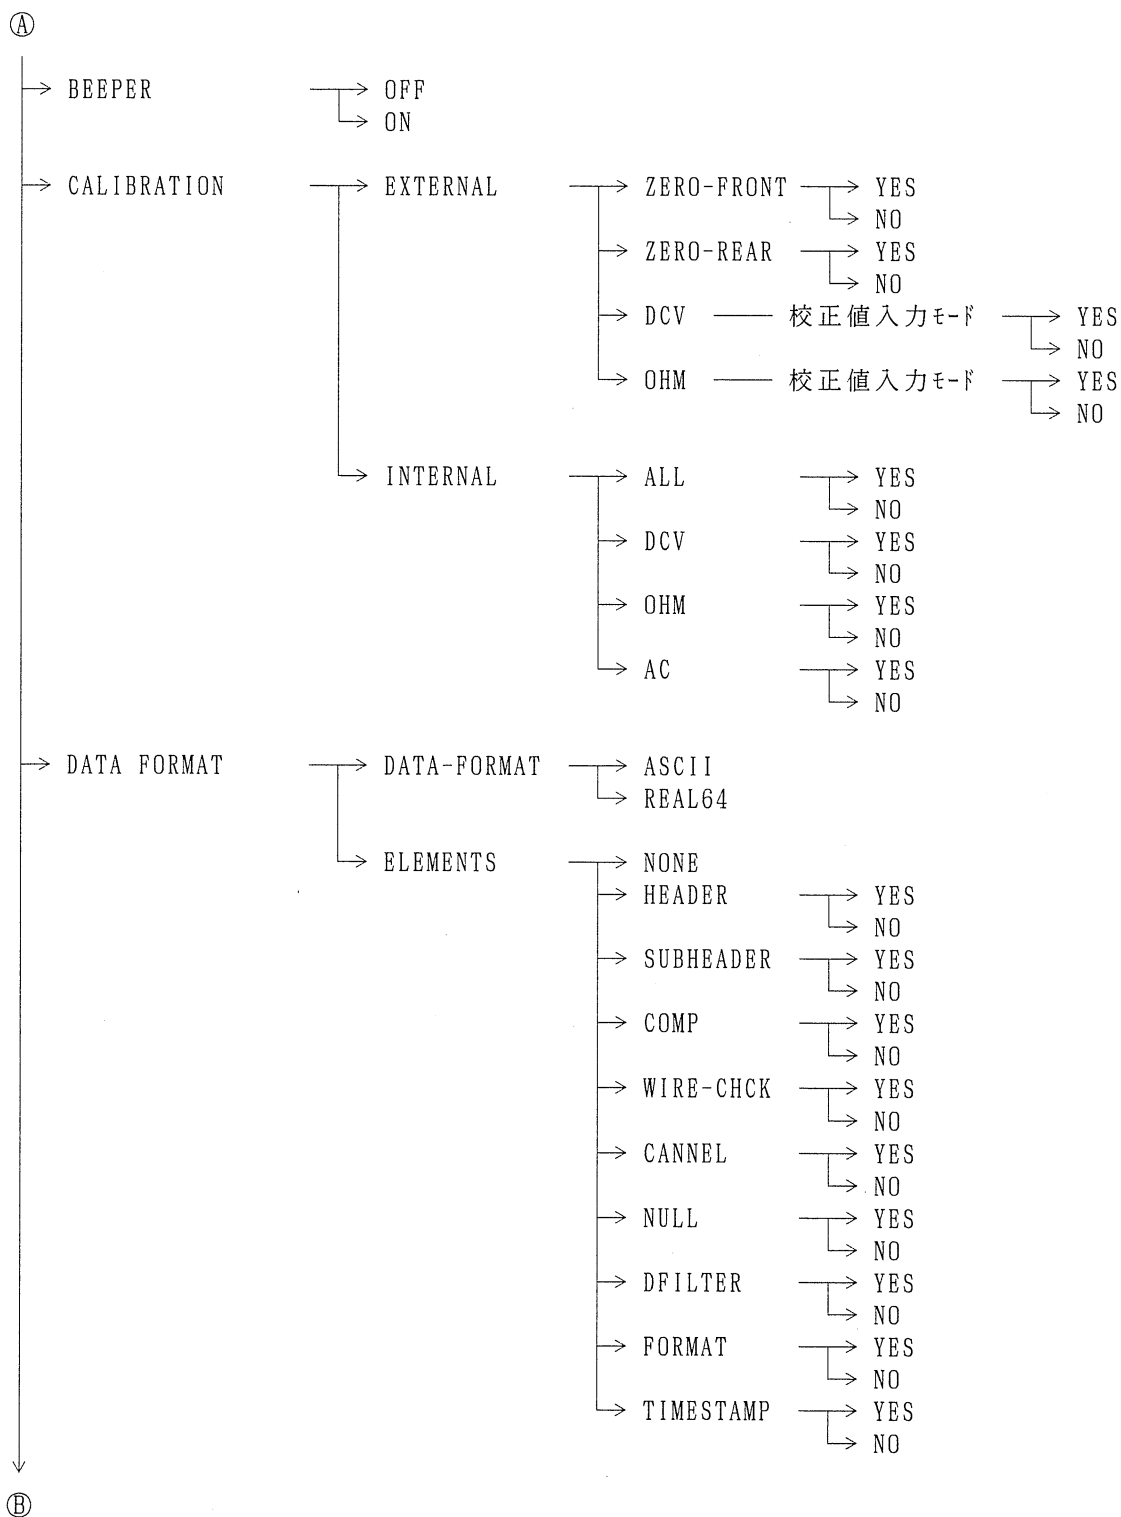 Ⓐ
BEEPER OFF
ON
CALIBRATION EXTERNAL ZERO-FRONT YES
NO
ZERO-REAR YES
NO
DCV 校正値入力モード YES
NO
OHM 校正値入力モード YES
NO
INTERNAL ALL YES
NO
DCV YES
NO
OHM YES
NO
AC YES
NO
DATA FORMAT DATA-FORMAT ASCII
REAL64
ELEMENTS NONE
HEADER YES
NO
SUBHEADER YES
NO
COMP YES
NO
WIRE-CHCK YES
NO
CANNEL YES
NO
NULL YES
NO
DFILTER YES
NO
FORMAT YES
NO
TIMESTAMP YES
NO
Ⓑ